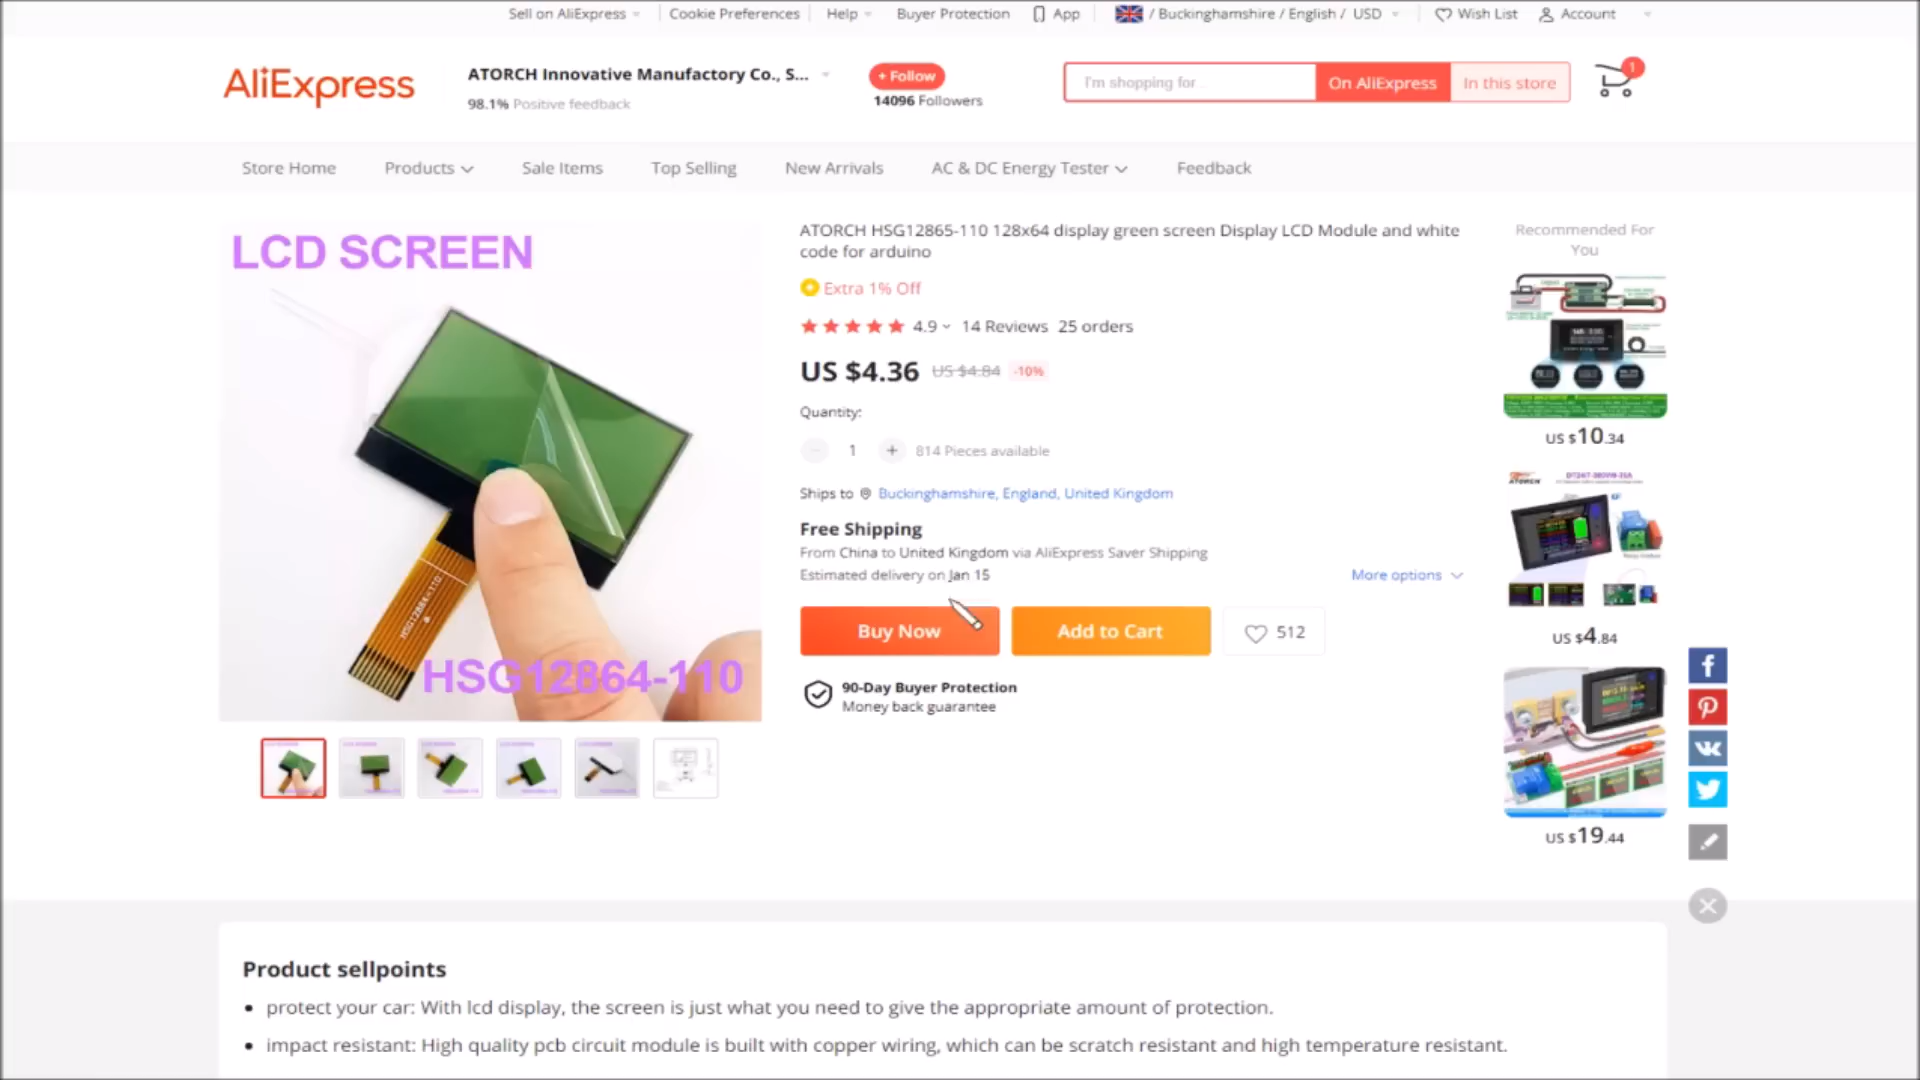 Sell on AliExpress
Cookie Preferences
Help
Buyer Protection
App
/ Buckinghamshire / English / USD
Wish List
Account
AliExpress
ATORCH Innovative Manufactory Co., S...
98.1% Positive feedback
+ Follow
14096 Followers
I'm shopping for
On AliExpress
In this store
1
Store Home
Products
Sale Items
Top Selling
New Arrivals
AC & DC Energy Tester
Feedback
LCD SCREEN
HSG12864-110
HSG12864-110
ATORCH HSG12865-110 128x64 display green screen Display LCD Module and white
code for arduino
Extra 1% Off
4.9
14 Reviews
25 orders
US $4.36
US $4.84
-10%
Quantity:
1
814 Pieces available
Ships to
Buckinghamshire, England, United Kingdom
Free Shipping
From China to United Kingdom via AliExpress Saver Shipping
Estimated delivery on Jan 15
More options
Buy Now
Add to Cart
512
90-Day Buyer Protection
Money back guarantee
Recommended For
You
US $10.34
ATORCH
US $4.84
US $19.44
Product sellpoints
• protect your car: With lcd display, the screen is just what you need to give the appropriate amount of protection.
• impact resistant: High quality pcb circuit module is built with copper wiring, which can be scratch resistant and high temperature resistant.